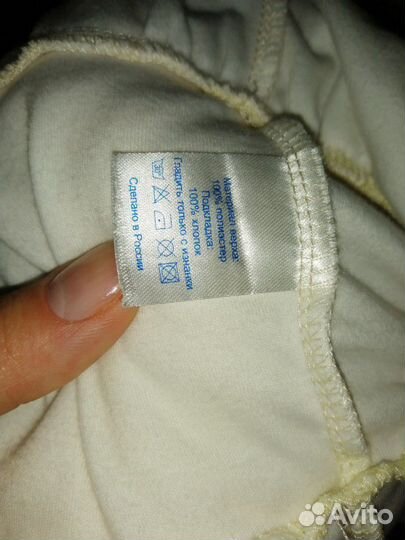 Материал верха:
100% полиэстер
Подкладка:
100% хлопок
Гладить только с изнанки
Сделано в России
Avito